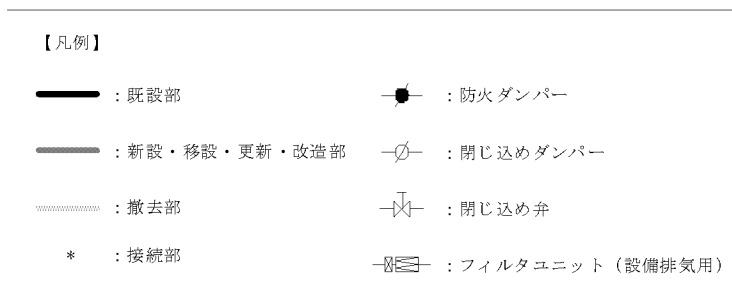 【凡例】
：既設部
：新設・移設・更新・改造部
：撤去部
＊ ：接続部
：防火ダンパー
：閉じ込めダンパー
：閉じ込め弁
：フィルタユニット（設備排気用）